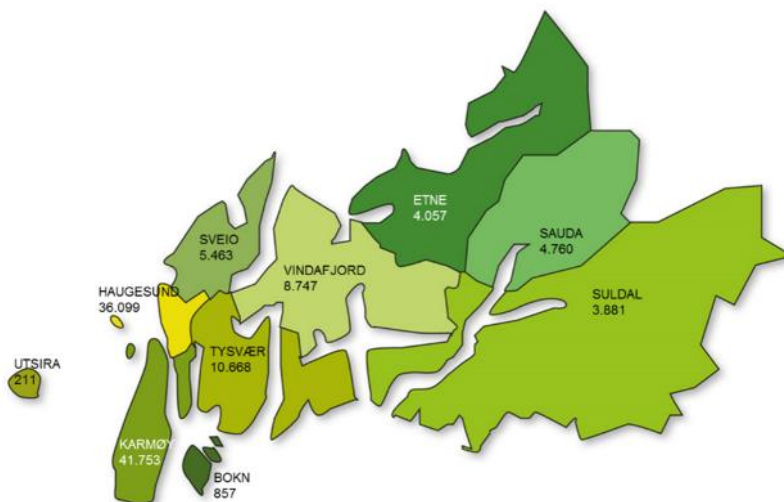 ETNE
4.057
SAUDA
4.760
SVEIO
5.463
VINDAFJORD
8.747
SULDAL
3.881
HAUGESUND
36.099
TYSVÆR
10.668
UTSIRA
211
KARMØY
41.753
BOKN
857